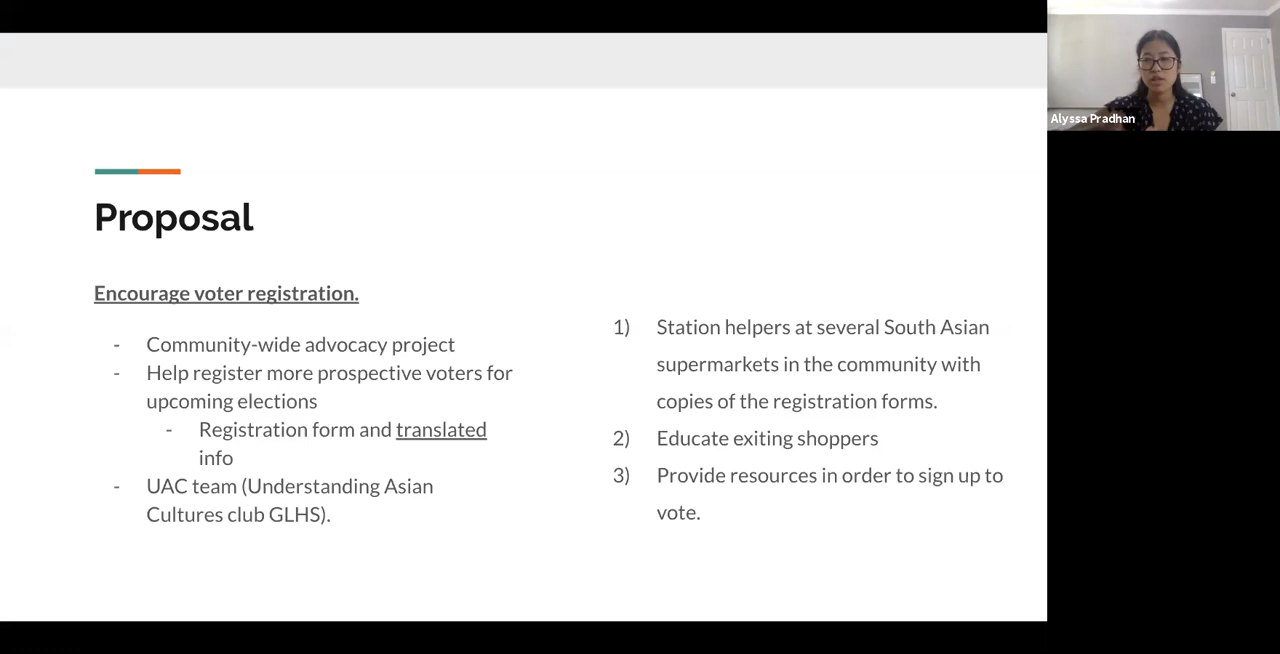 Alyssa Pradhan
Proposal
Encourage voter registration.
- Community-wide advocacy project
- Help register more prospective voters for
upcoming elections
- Registration form and translated
info
- UAC team (Understanding Asian
Cultures club GLHS).
1) Station helpers at several South Asian
supermarkets in the community with
copies of the registration forms.
2) Educate exiting shoppers
3) Provide resources in order to sign up to
vote.